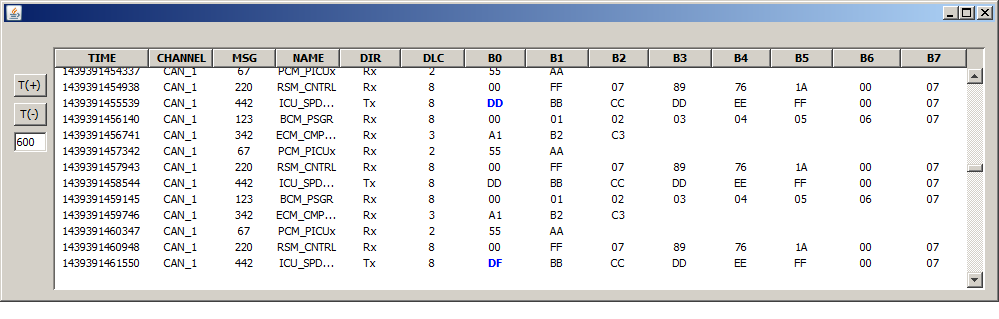 TIME CHANNEL MSG NAME DIR DLC B0 B1 B2 B3 B4 B5 B6 B7
1439391454337 CAN_1 67 PCM_PICUx Rx 2 55 AA
T(+)
1439391454938 CAN_1 220 RSM_CNTRL Rx 8 00 FF 07 89 76 1A 00 07
1439391455539 CAN_1 442 ICU_SPD... Tx 8 DD BB CC DD EE FF 00 07
T(-)
1439391456140 CAN_1 123 BCM_PSGR Rx 8 00 01 02 03 04 05 06 07
1439391456741 CAN_1 342 ECM_CMP... Rx 3 A1 B2 C3
600
1439391457342 CAN_1 67 PCM_PICUx Rx 2 55 AA
1439391457943 CAN_1 220 RSM_CNTRL Rx 8 00 FF 07 89 76 1A 00 07
1439391458544 CAN_1 442 ICU_SPD... Tx 8 DD BB CC DD EE FF 00 07
1439391459145 CAN_1 123 BCM_PSGR Rx 8 00 01 02 03 04 05 06 07
1439391459746 CAN_1 342 ECM_CMP... Rx 3 A1 B2 C3
1439391460347 CAN_1 67 PCM_PICUx Rx 2 55 AA
1439391460948 CAN_1 220 RSM_CNTRL Rx 8 00 FF 07 89 76 1A 00 07
1439391461550 CAN_1 442 ICU_SPD... Tx 8 DF BB CC DD EE FF 00 07